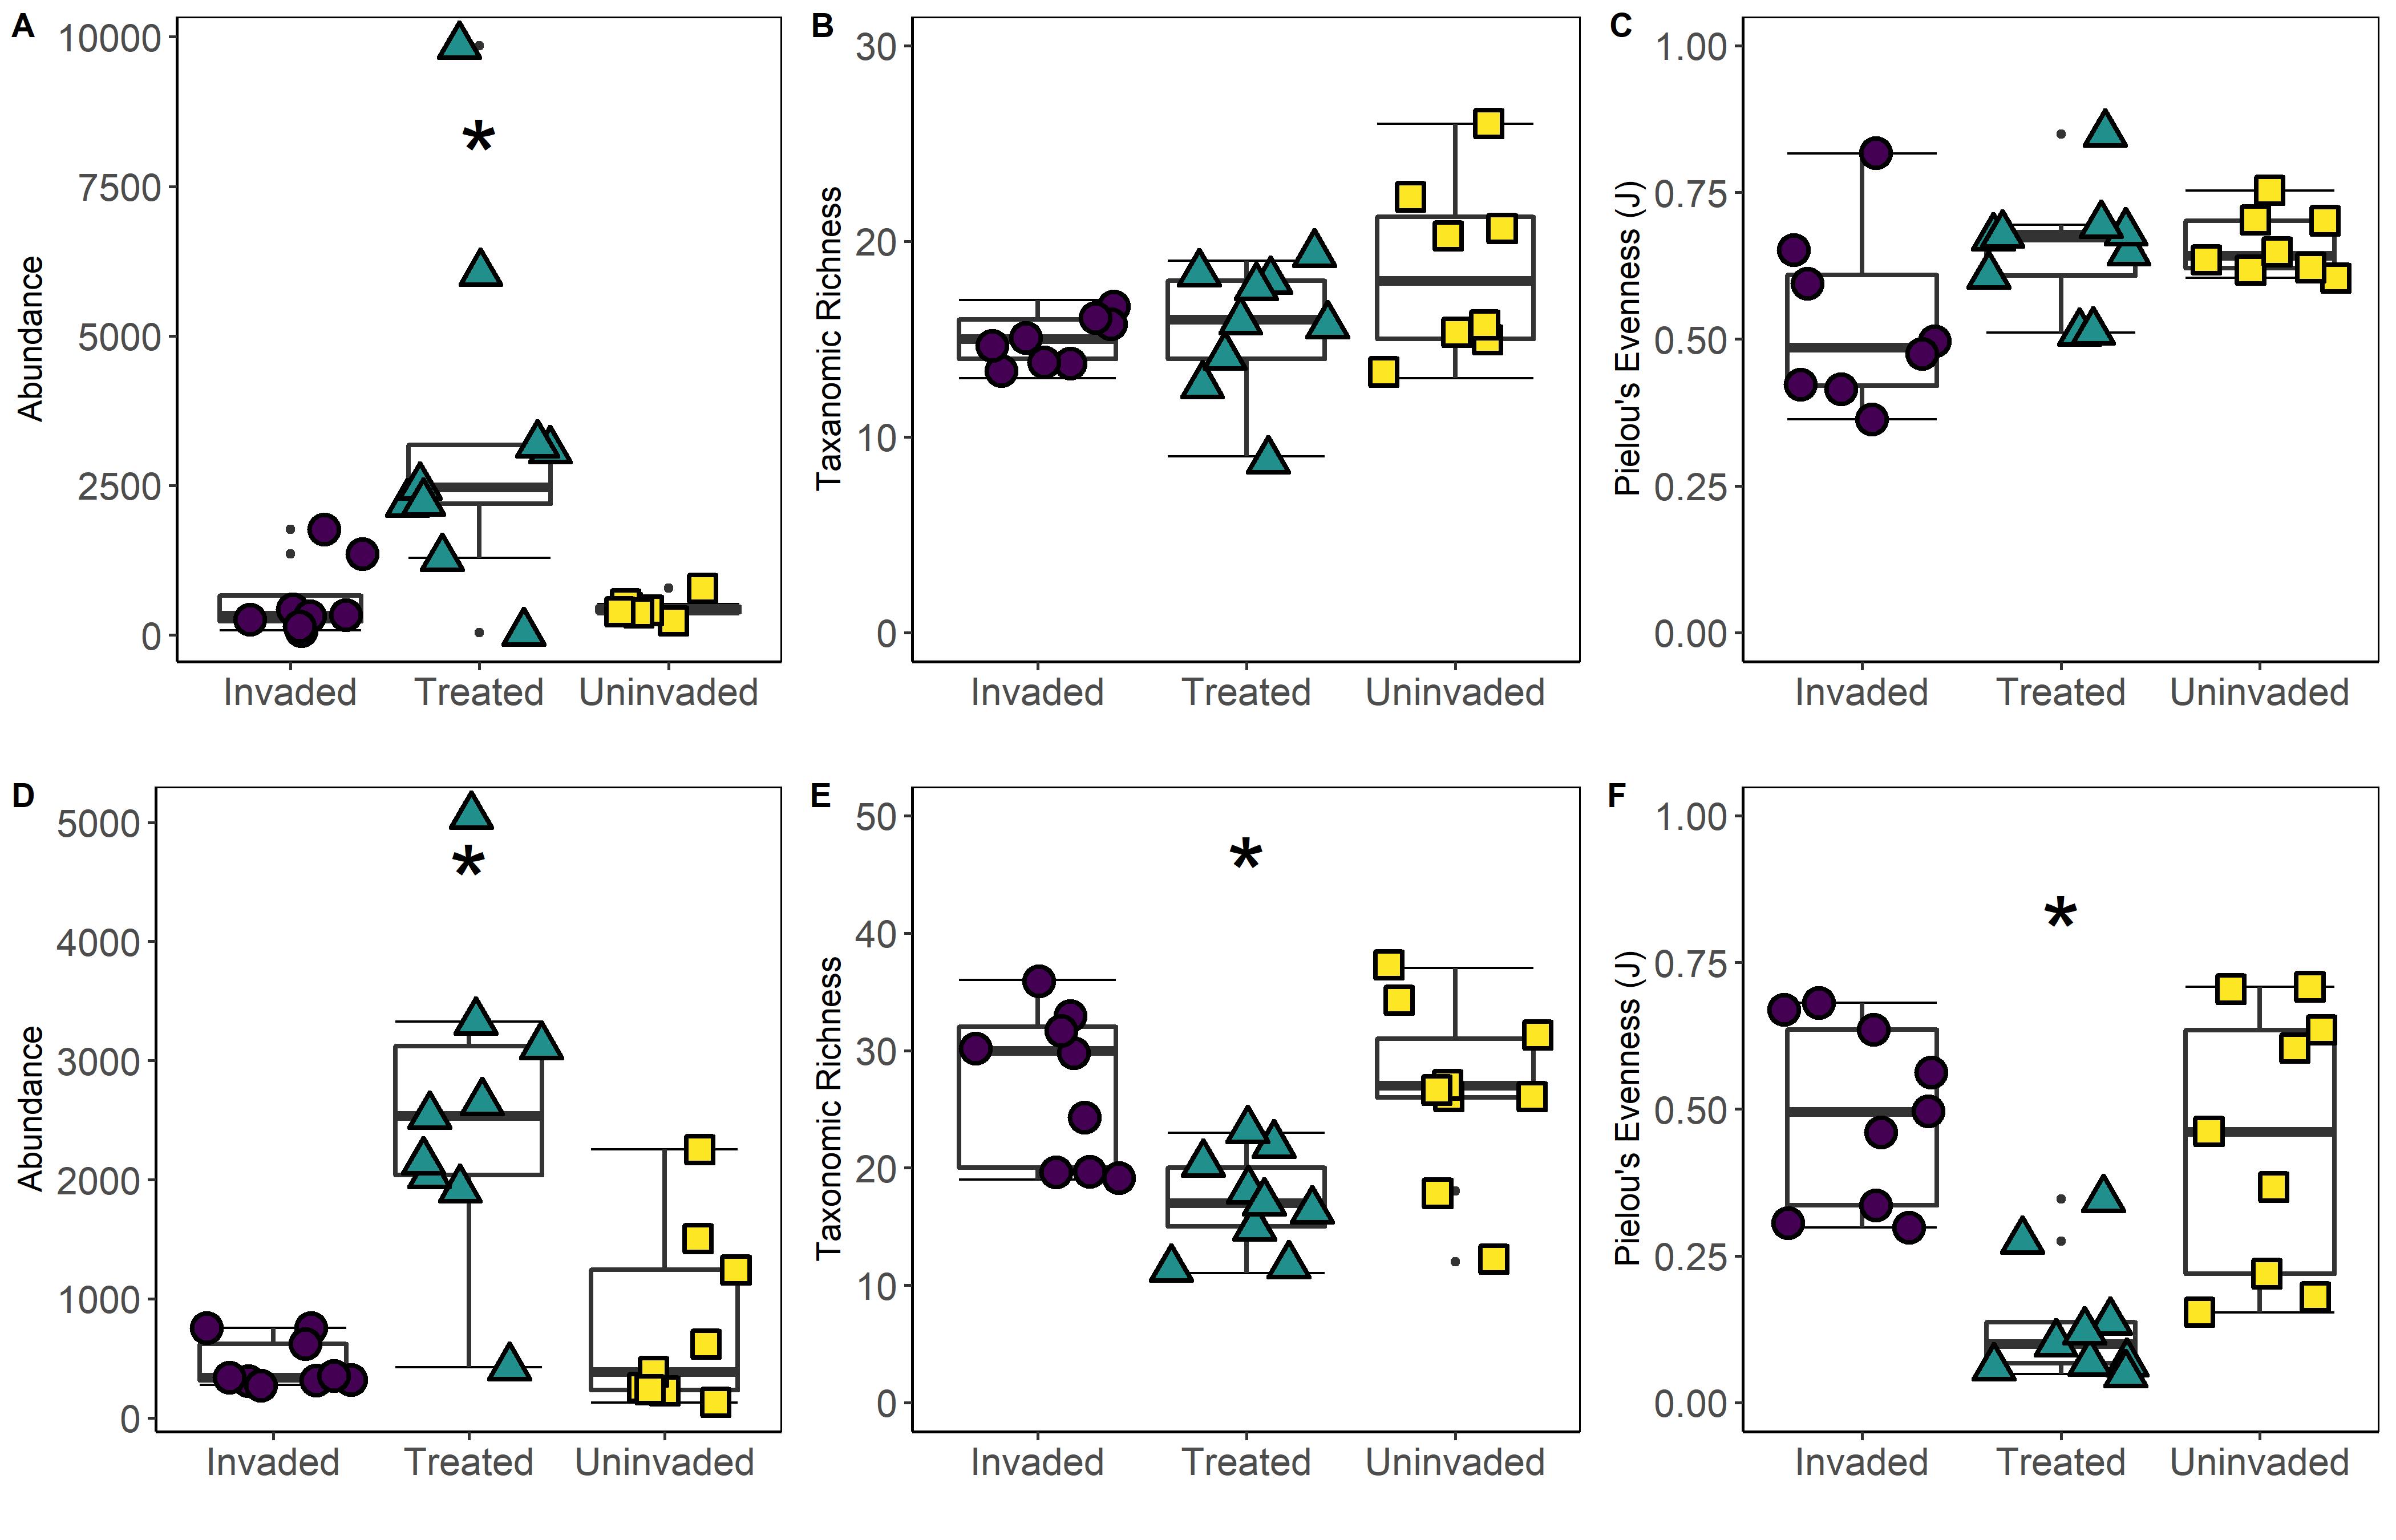 A
Abundance
10000
7500
5000
2500
0
*
Invaded Treated Uninvaded
B
Taxanomic Richness
30
20
10
0
Invaded Treated Uninvaded
C
Pielou's Evenness (J)
1.00
0.75
0.50
0.25
0.00
Invaded Treated Uninvaded
D
Abundance
5000
4000
3000
2000
1000
0
*
Invaded Treated Uninvaded
E
Taxonomic Richness
50
40
30
20
10
0
*
Invaded Treated Uninvaded
F
Pielou's Evenness (J)
1.00
0.75
0.50
0.25
0.00
*
Invaded Treated Uninvaded